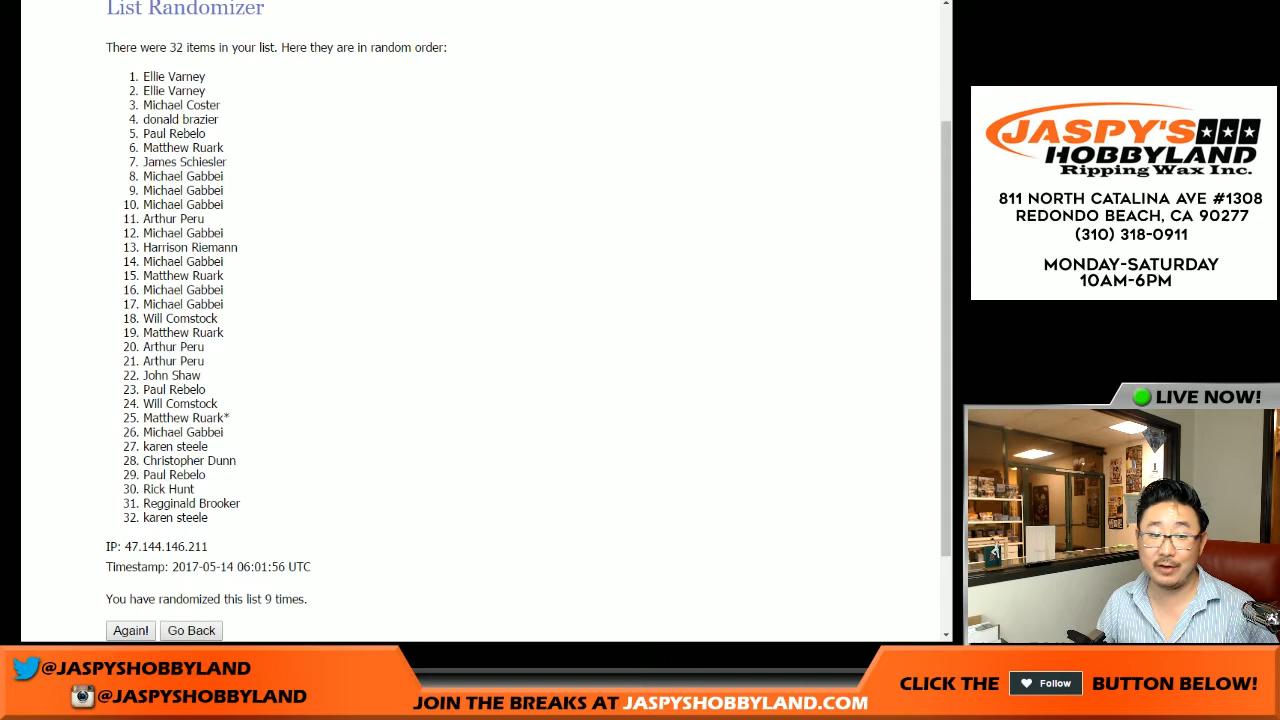 List Randomizer
There were 32 items in your list. Here they are in random order:
1. Ellie Varney
2. Ellie Varney
3. Michael Coster
4. donald brazier
5. Paul Rebelo
6. Matthew Ruark
7. James Schiesler
8. Michael Gabbei
9. Michael Gabbei
10. Michael Gabbei
11. Arthur Peru
12. Michael Gabbei
13. Harrison Riemann
14. Michael Gabbei
15. Matthew Ruark
16. Michael Gabbei
17. Michael Gabbei
18. Will Comstock
19. Matthew Ruark
20. Arthur Peru
21. Arthur Peru
22. John Shaw
23. Paul Rebelo
24. Will Comstock
25. Matthew Ruark*
26. Michael Gabbei
27. karen steele
28. Christopher Dunn
29. Paul Rebelo
30. Rick Hunt
31. Regginald Brooker
32. karen steele
IP: 47.144.146.211
Timestamp: 2017-05-14 06:01:56 UTC
You have randomized this list 9 times.
Again!
Go Back
JASPY'S
HOBBYLAND
Ripping Wax Inc.
811 NORTH CATALINA AVE #1308
REDONDO BEACH, CA 90277
(310) 318-0911
MONDAY-SATURDAY
10AM-6PM
LIVE NOW!
@JASPYSHOBBYLAND
@JASPYSHOBBYLAND
JOIN THE BREAKS AT JASPYSHOBBYLAND.COM
CLICK THE Follow BUTTON BELOW!